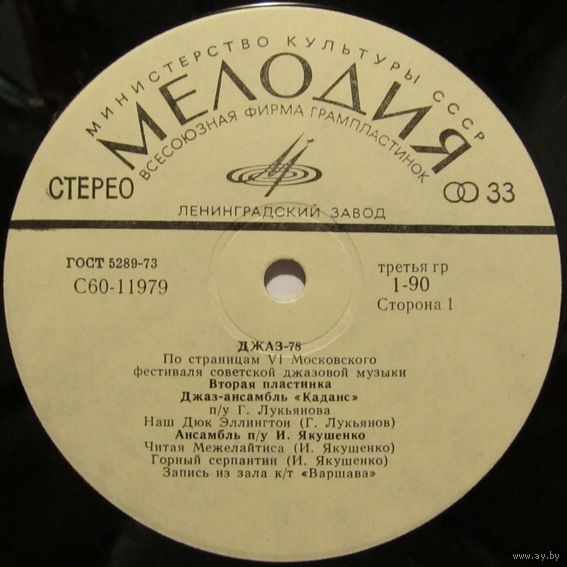 МИНИСТЕРСТВО КУЛЬТУРЫ СССР
МЕЛОДИЯ
ВСЕСОЮЗНАЯ ФИРМА ГРАМПЛАСТИНОК
СТЕРЕО
33
ЛЕНИНГРАДСКИЙ ЗАВОД
ГОСТ 5289-73
третья гр
С60-11979
1-90
Сторона 1
ДЖАЗ-78
По страницам VI Московского
фестиваля советской джазовой музыки
Вторая пластинка
Джаз-ансамбль «Каданс»
п/у Г. Лукьянова
Наш Дюк Эллингтон (Г. Лукьянов)
Ансамбль п/у И. Якушенко
Читая Межелайтиса (И. Якушенко)
Горный серпантин (И. Якушенко)
Запись из зала к/т «Варшава»
www.ay.by